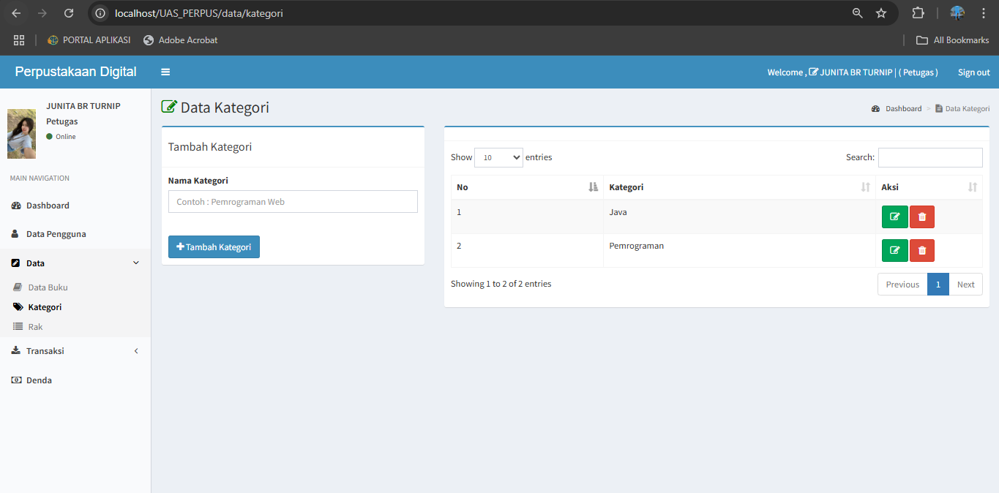 localhost/UAS_PERPUS/data/kategori
PORTAL APLIKASI
Adobe Acrobat
All Bookmarks
Perpustakaan Digital
Welcome , JUNITA BR TURNIP | ( Petugas )
Sign out
JUNITA BR TURNIP
Petugas
Online
MAIN NAVIGATION
Dashboard
Data Pengguna
Data
Data Buku
Kategori
Rak
Transaksi
Denda
Data Kategori
Dashboard > Data Kategori
Tambah Kategori
Nama Kategori
Contoh : Pemrograman Web
Tambah Kategori
Show 10 entries
Search:
No Kategori Aksi
1 Java
2 Pemrograman
Showing 1 to 2 of 2 entries
Previous 1 Next